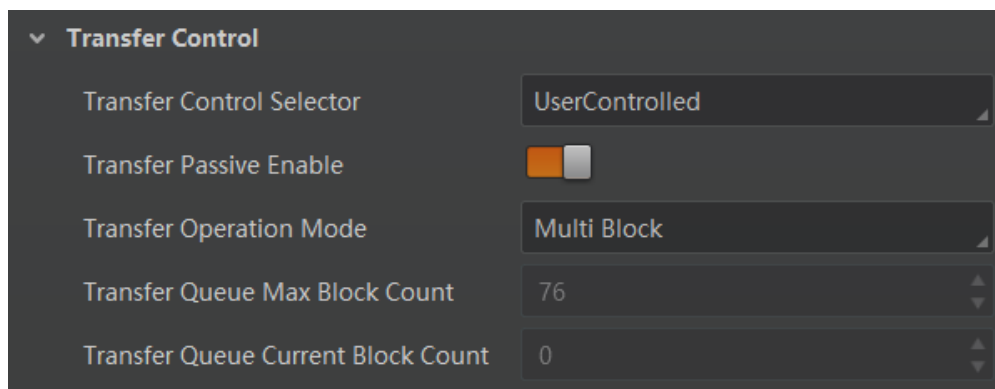 Transfer Control
Transfer Control Selector UserControlled
Transfer Passive Enable
Transfer Operation Mode Multi Block
Transfer Queue Max Block Count 76
Transfer Queue Current Block Count 0